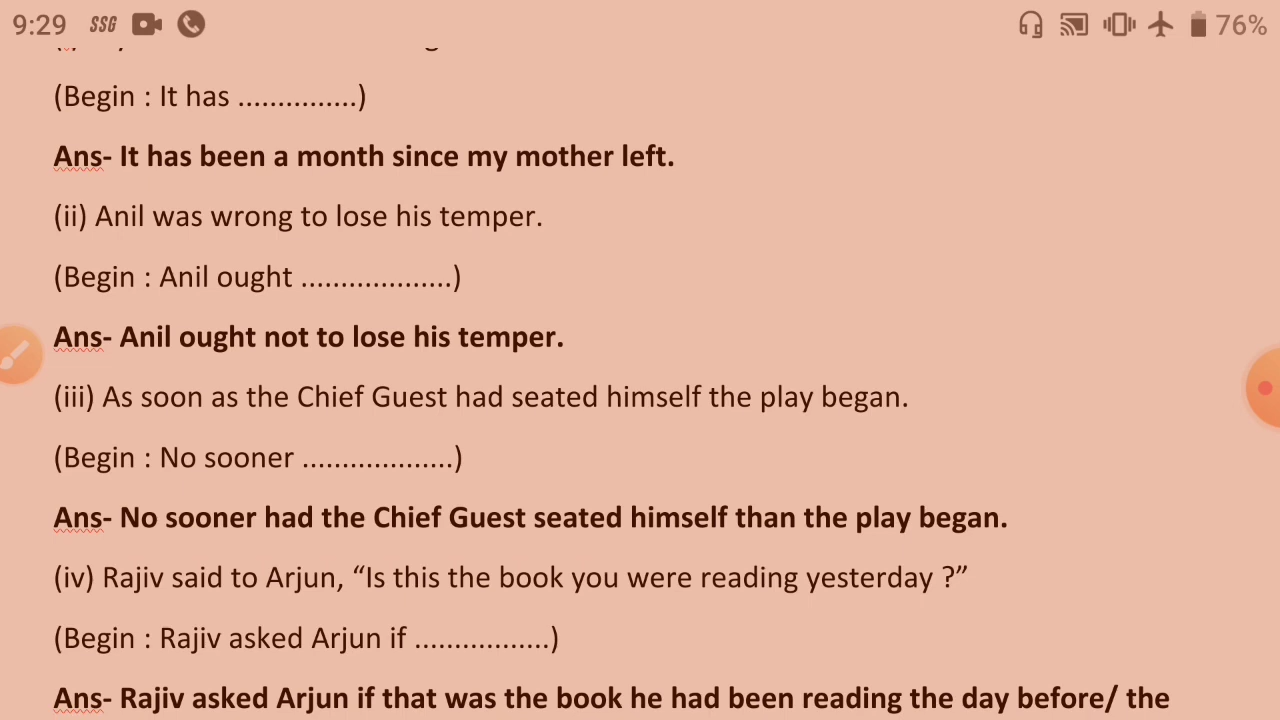 9:29 SSG 76%
(Begin : It has ...............)
Ans- It has been a month since my mother left.
(ii) Anil was wrong to lose his temper.
(Begin : Anil ought ...................)
Ans- Anil ought not to lose his temper.
(iii) As soon as the Chief Guest had seated himself the play began.
(Begin : No sooner ...................)
Ans- No sooner had the Chief Guest seated himself than the play began.
(iv) Rajiv said to Arjun, “Is this the book you were reading yesterday ?”
(Begin : Rajiv asked Arjun if .................)
Ans- Rajiv asked Arjun if that was the book he had been reading the day before/ the